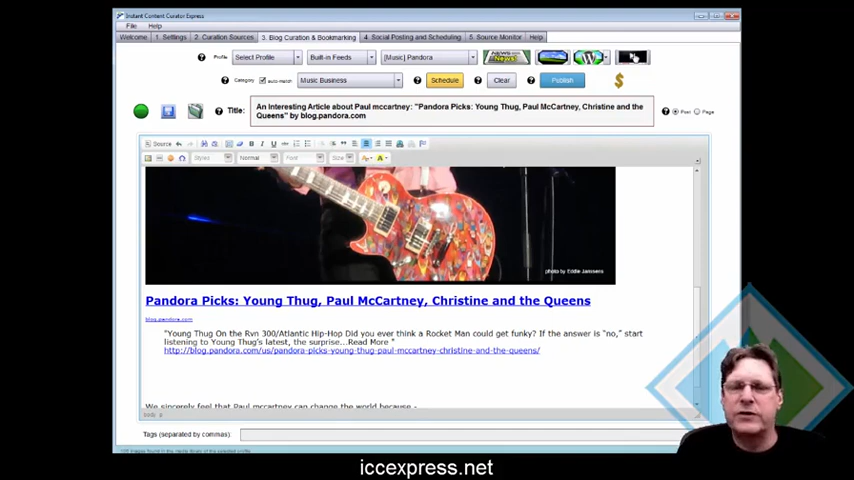 Instant Content Curator Express
File Help
Welcome 1. Settings 2. Curation Sources 3. Blog Curation & Bookmarking 4. Social Posting and Scheduling 5. Source Monitor Help
Profile Select Profile Built-in Feeds [Music] Pandora
Category auto-match Music Business Schedule Clear Publish $
Title: An Interesting Article about Paul mccartney: "Pandora Picks: Young Thug, Paul McCartney, Christine and the
Queens" by blog.pandora.com
Post Page
Source
Styles Normal Font Size
photo by Eddie Janssens
Pandora Picks: Young Thug, Paul McCartney, Christine and the Queens
blog.pandora.com
"Young Thug On the Rvn 300/Atlantic Hip-Hop Did you ever think a Rocket Man could get funky? If the answer is "no," start
listening to Young Thug's latest, the surprise...Read More "
http://blog.pandora.com/us/pandora-picks-young-thug-paul-mccartney-christine-and-the-queens/
We sincerely feel that Paul mccartney can change the world because -
body p
Tags (separated by commas):
iccexpress.net